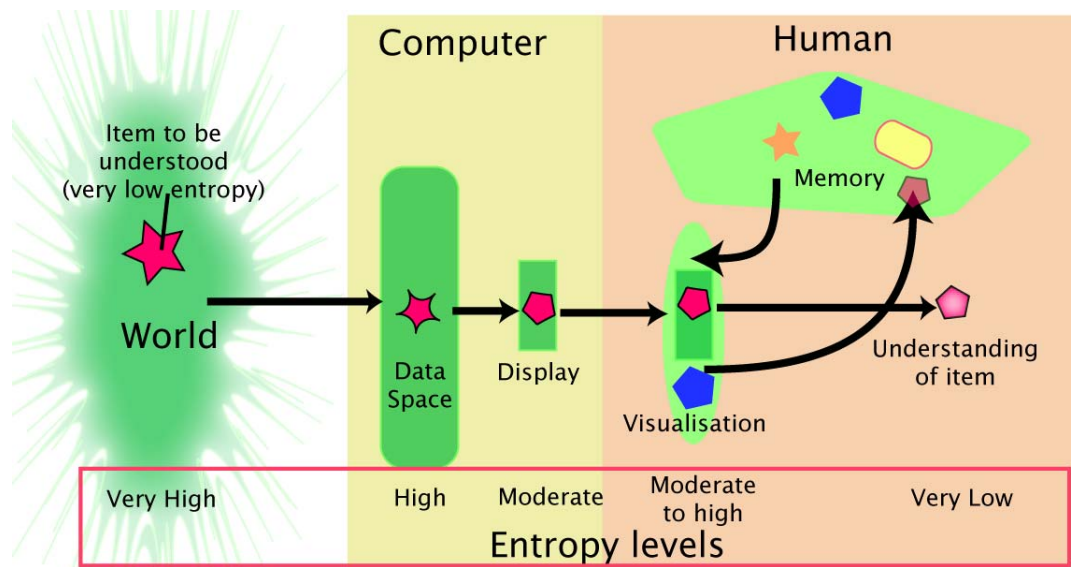 Computer
Human
Item to be
understood
(very low entropy)
Memory
World
Data
Space
Display
Visualisation
Understanding
of item
Very High
High
Moderate
Moderate
to high
Very Low
Entropy levels